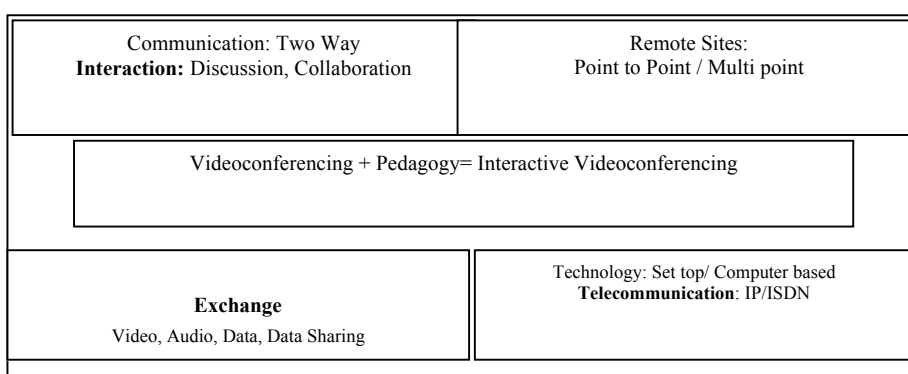 Communication: Two Way
Interaction: Discussion, Collaboration
Remote Sites:
Point to Point / Multi point
Videoconferencing + Pedagogy= Interactive Videoconferencing
Exchange
Video, Audio, Data, Data Sharing
Technology: Set top/ Computer based
Telecommunication: IP/ISDN